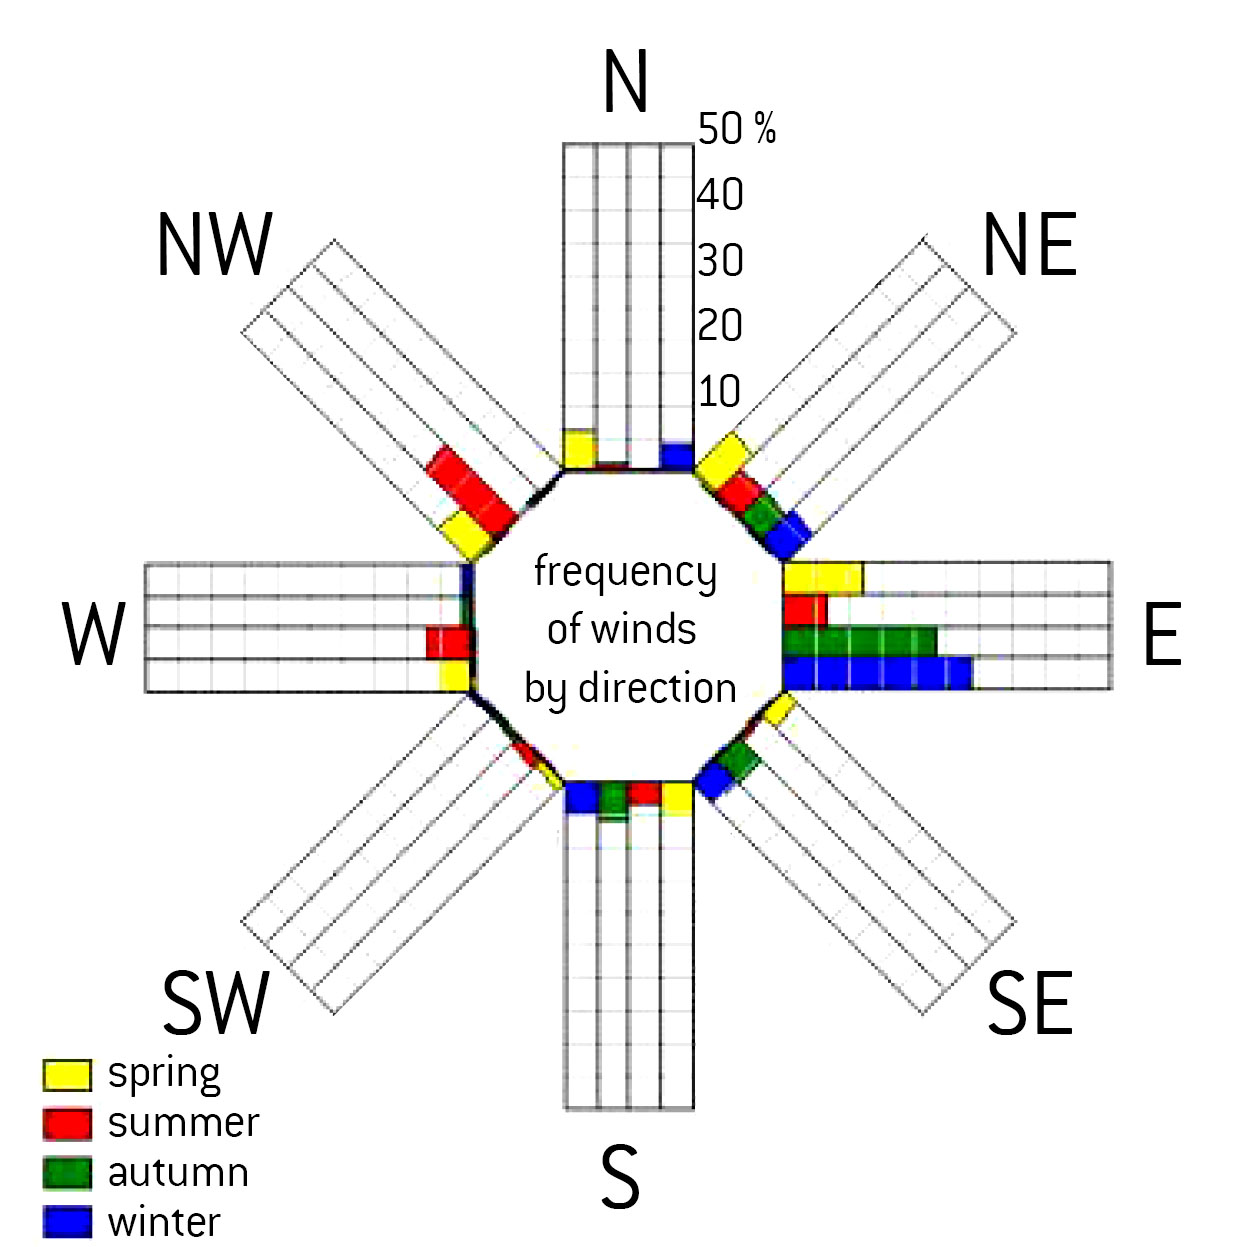 N
50 %
40
30
20
10
NW
NE
frequency
of winds
by direction
W
E
SW
SE
S
spring
summer
autumn
winter